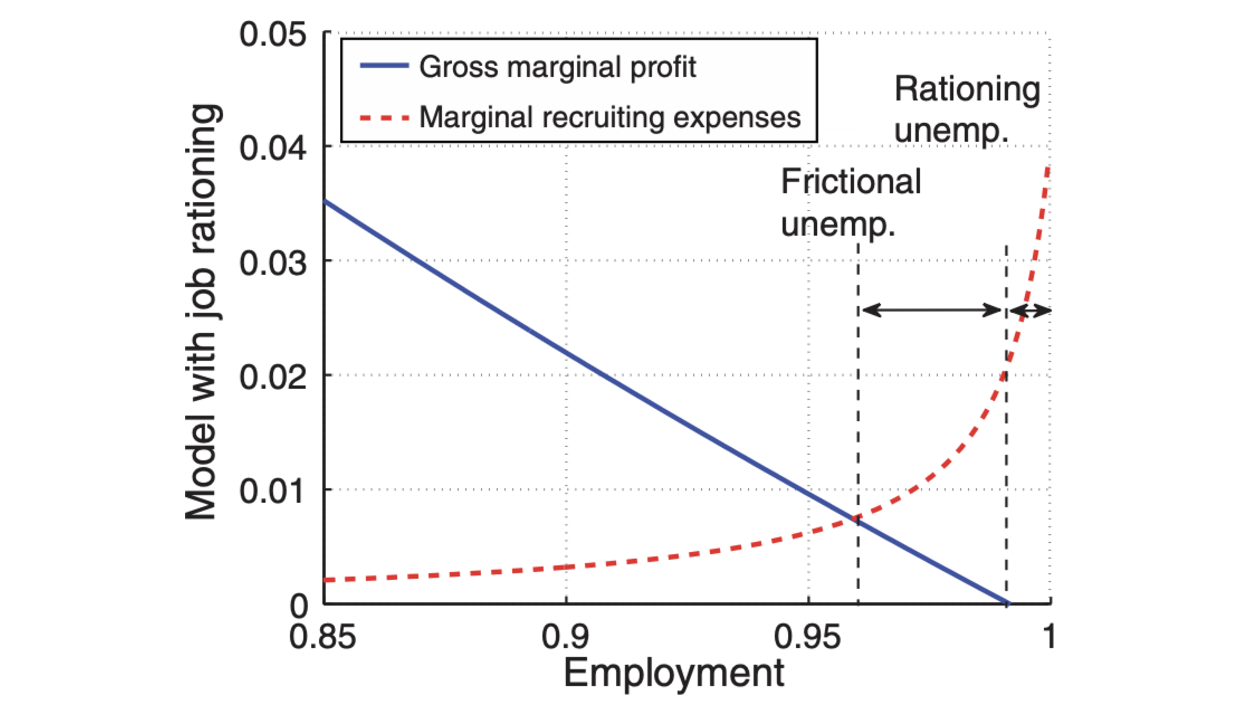 0.05
Gross marginal profit
Marginal recruiting expenses
Rationing
unemp.
0.04
Frictional
unemp.
Model with job rationing
0.03
0.02
0.01
0
0.85
0.9
0.95
1
Employment